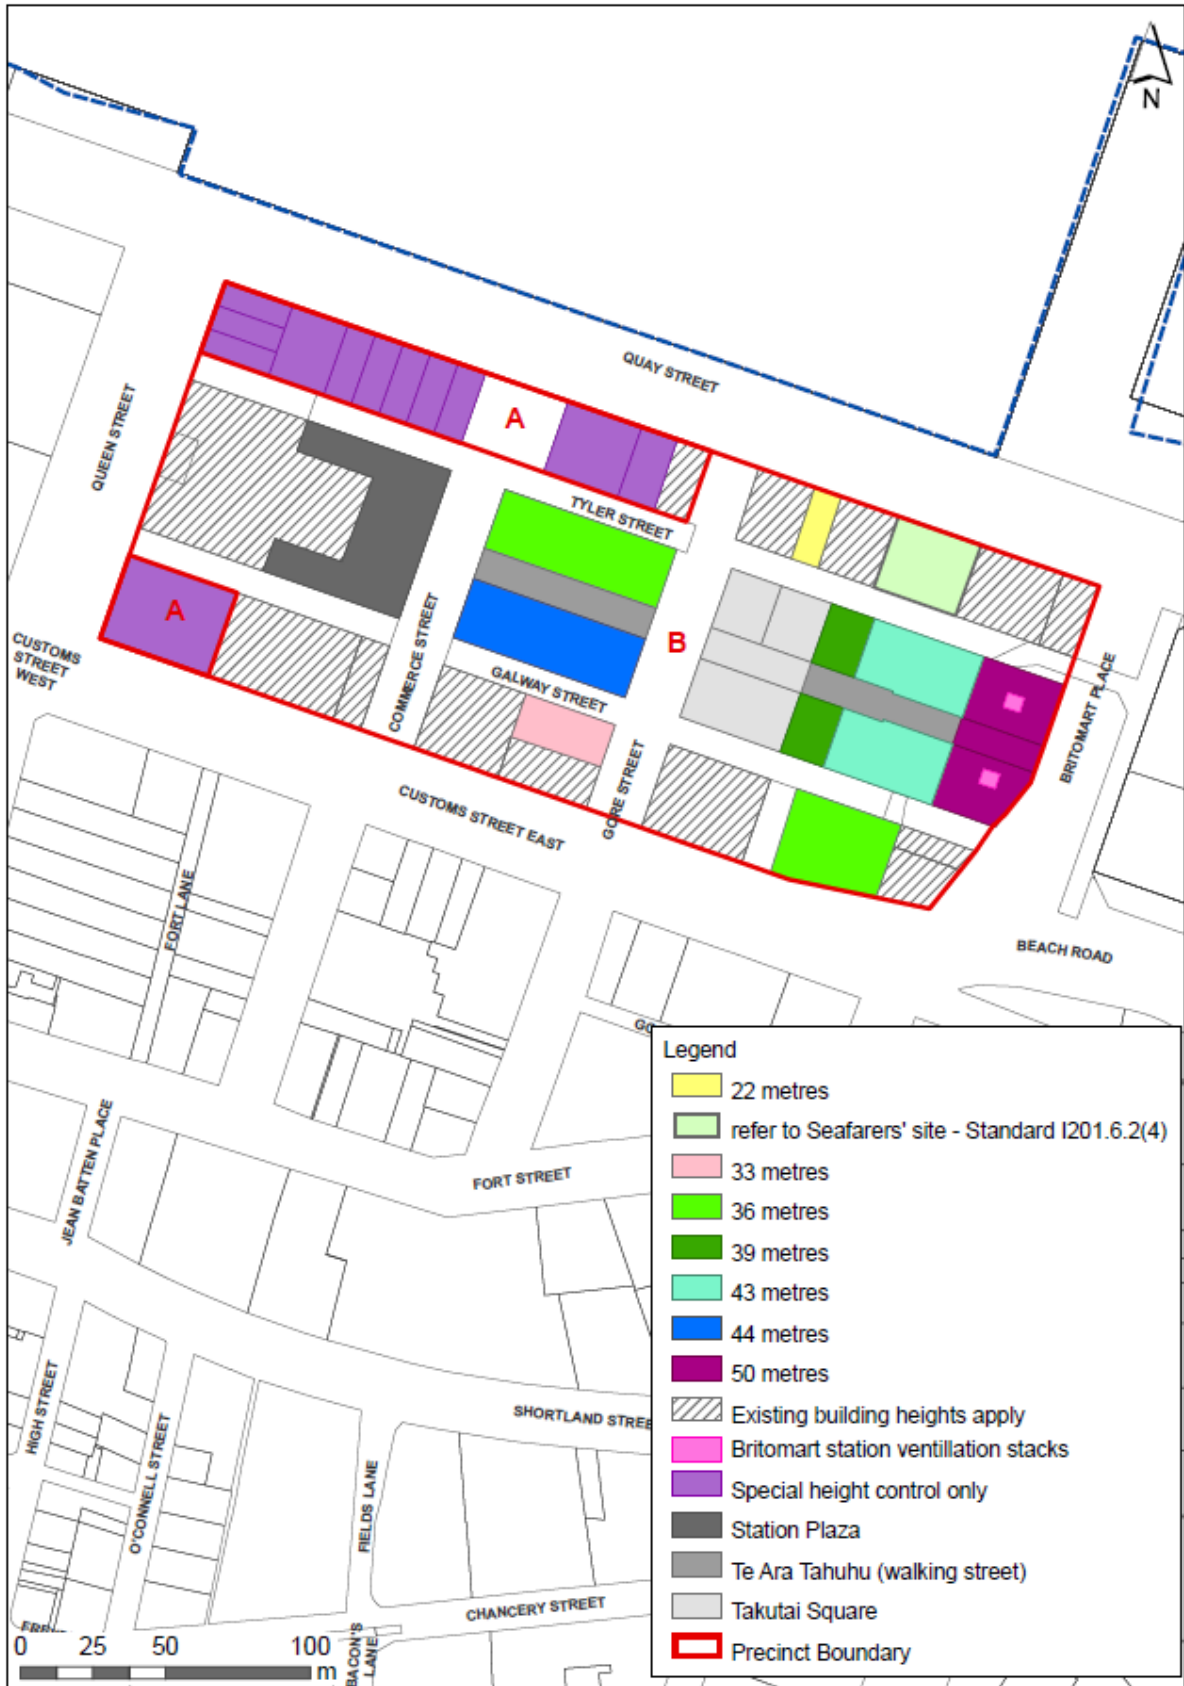 N
QUAY STREET
A
QUEEN STREET
TYLER STREET
A
B
CUSTOMS
STREET
WEST
COMMERCE STREET
GALWAY STREET
BRITOMART PLACE
GORE STREET
CUSTOMS STREET EAST
FORT LANE
BEACH ROAD
GO
JEAN BATTEN PLACE
FORT STREET
HIGH STREET
O'CONNELL STREET
SHORTLAND STREE
FIELDS LANE
CHANCERY STREET
BACON'S
LANE
FRE
0 25 50 100
m
Legend
22 metres
refer to Seafarers' site - Standard I201.6.2(4)
33 metres
36 metres
39 metres
43 metres
44 metres
50 metres
Existing building heights apply
Britomart station ventillation stacks
Special height control only
Station Plaza
Te Ara Tahuhu (walking street)
Takutai Square
Precinct Boundary